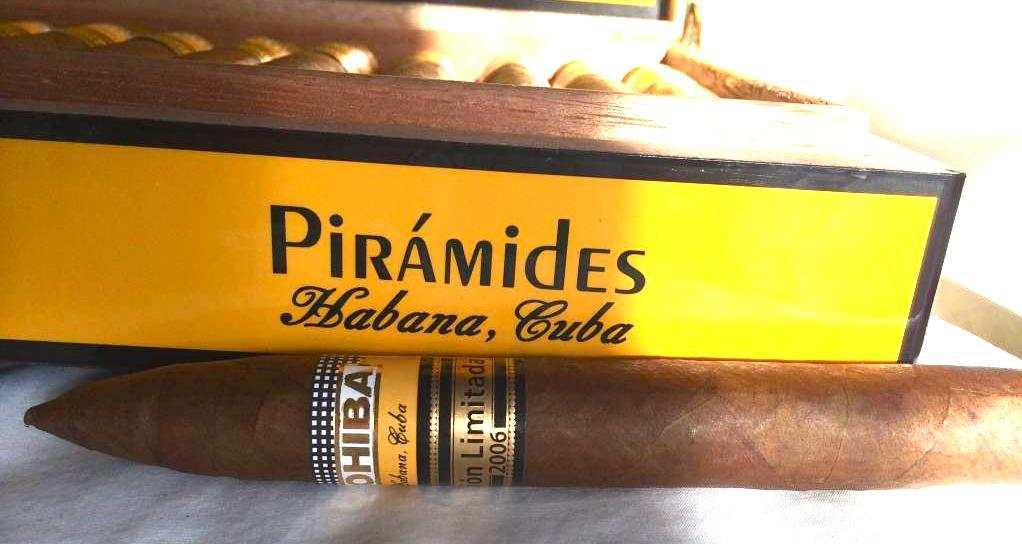 PIRÁMIDES
Habana, Cuba
OHIBA
Habana, Cuba
ón Limitada
2006